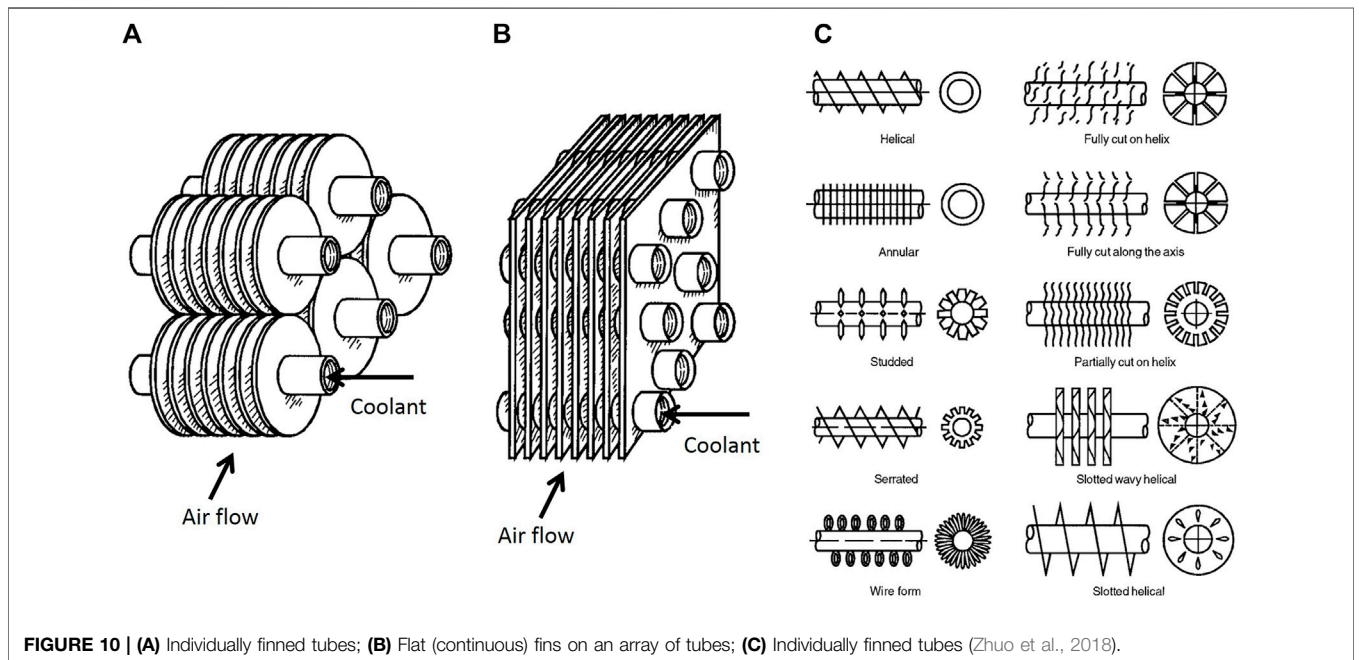 A
B
C
Coolant
Air flow
Coolant
Air flow
Helical
Fully cut on helix
Annular
Fully cut along the axis
Studded
Partially cut on helix
Serrated
Slotted wavy helical
Wire form
Slotted helical
FIGURE 10 | (A) Individually finned tubes; (B) Flat (continuous) fins on an array of tubes; (C) Individually finned tubes (Zhuo et al., 2018).